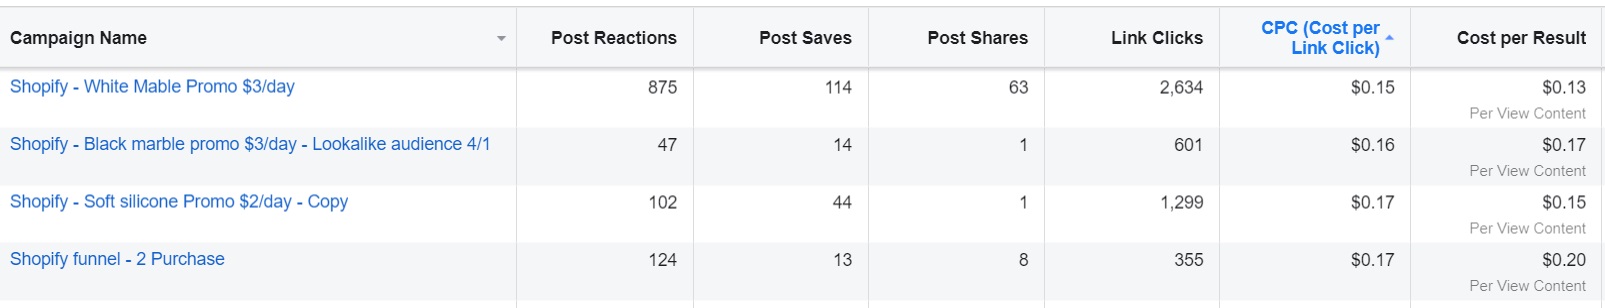 Campaign Name Post Reactions Post Saves Post Shares Link Clicks CPC (Cost per Link Click) Cost per Result
Shopify - White Mable Promo $3/day 875 114 63 2,634 $0.15 $0.13
Per View Content
Shopify - Black marble promo $3/day - Lookalike audience 4/1 47 14 1 601 $0.16 $0.17
Per View Content
Shopify - Soft silicone Promo $2/day - Copy 102 44 1 1,299 $0.17 $0.15
Per View Content
Shopify funnel - 2 Purchase 124 13 8 355 $0.17 $0.20
Per View Content